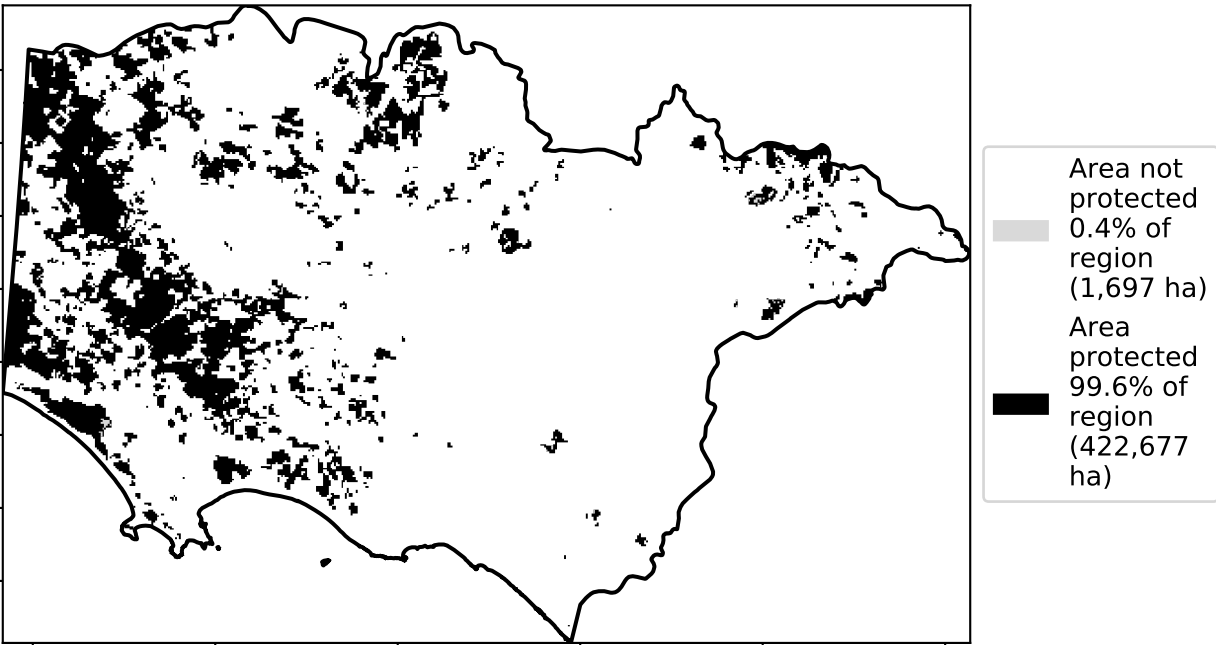 Area not
protected
0.4% of
region
(1,697 ha)
Area
protected
99.6% of
region
(422,677
ha)